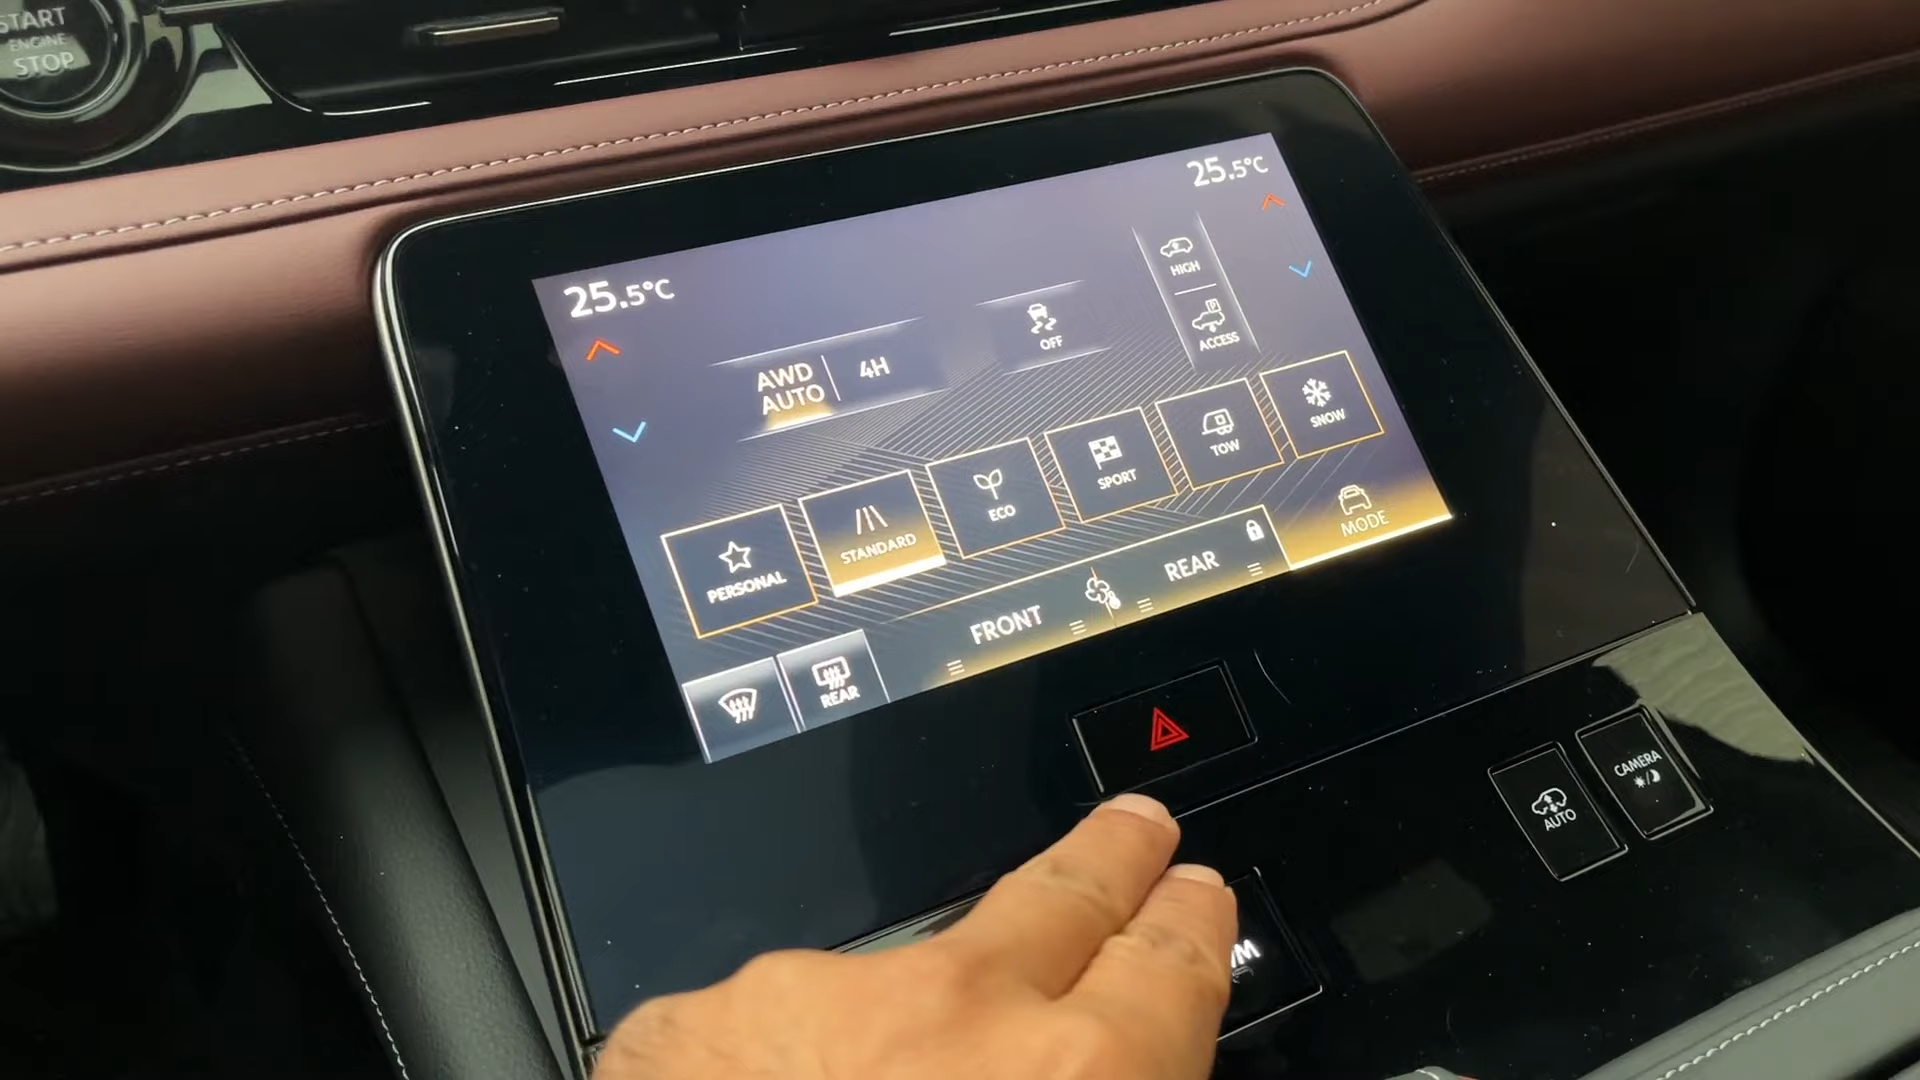 START
ENGINE
STOP
25.5°C
25.5°C
HIGH
ACCESS
OFF
AWD
AUTO
4H
PERSONAL
STANDARD
ECO
SPORT
TOW
SNOW
FRONT
REAR
MODE
REAR
AUTO
CAMERA